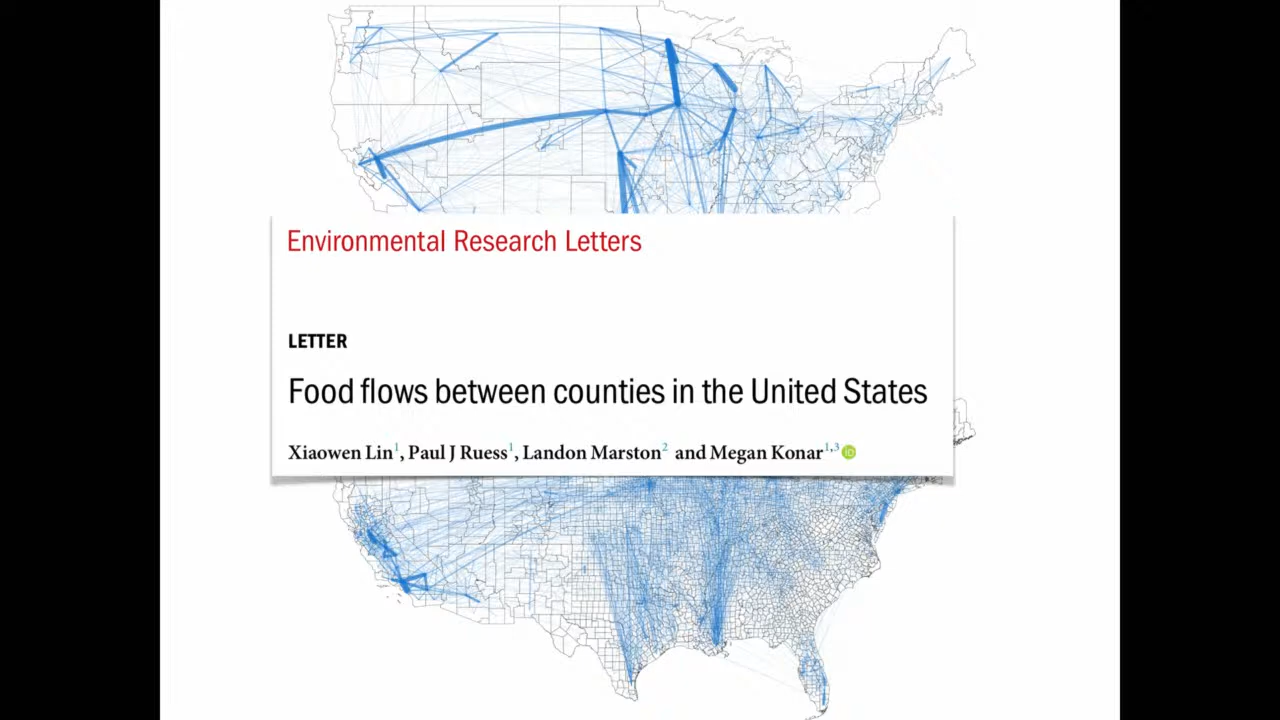 Environmental Research Letters
LETTER
Food flows between counties in the United States
Xiaowen Lin¹, Paul J Ruess¹, Landon Marston² and Megan Konar¹,³ iD